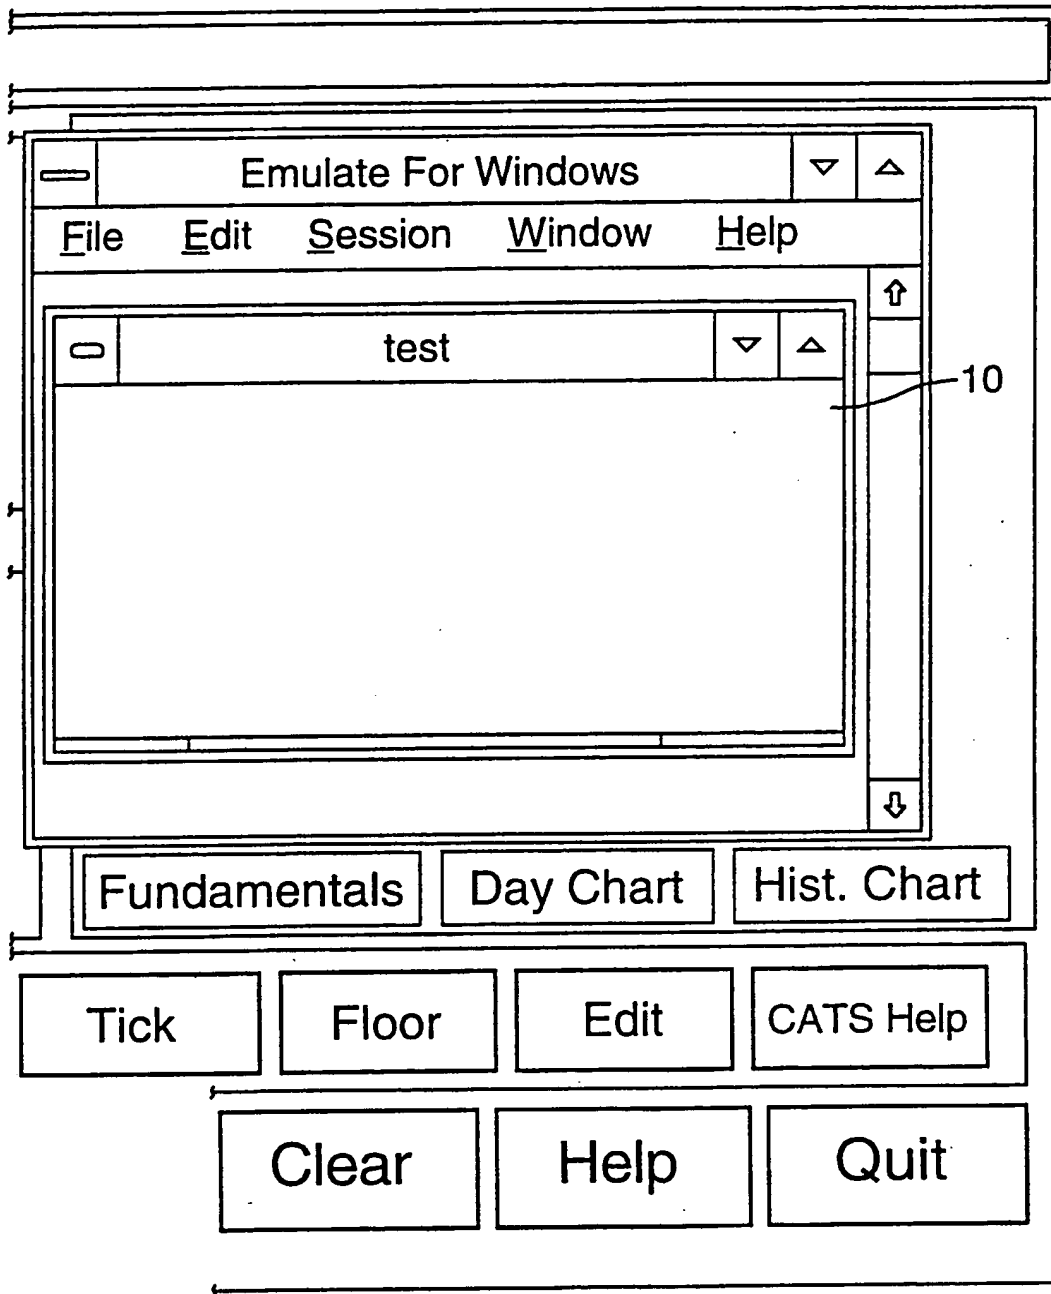 Emulate For Windows
File Edit Session Window Help
test
10
Fundamentals Day Chart Hist. Chart
Tick Floor Edit CATS Help
Clear Help Quit